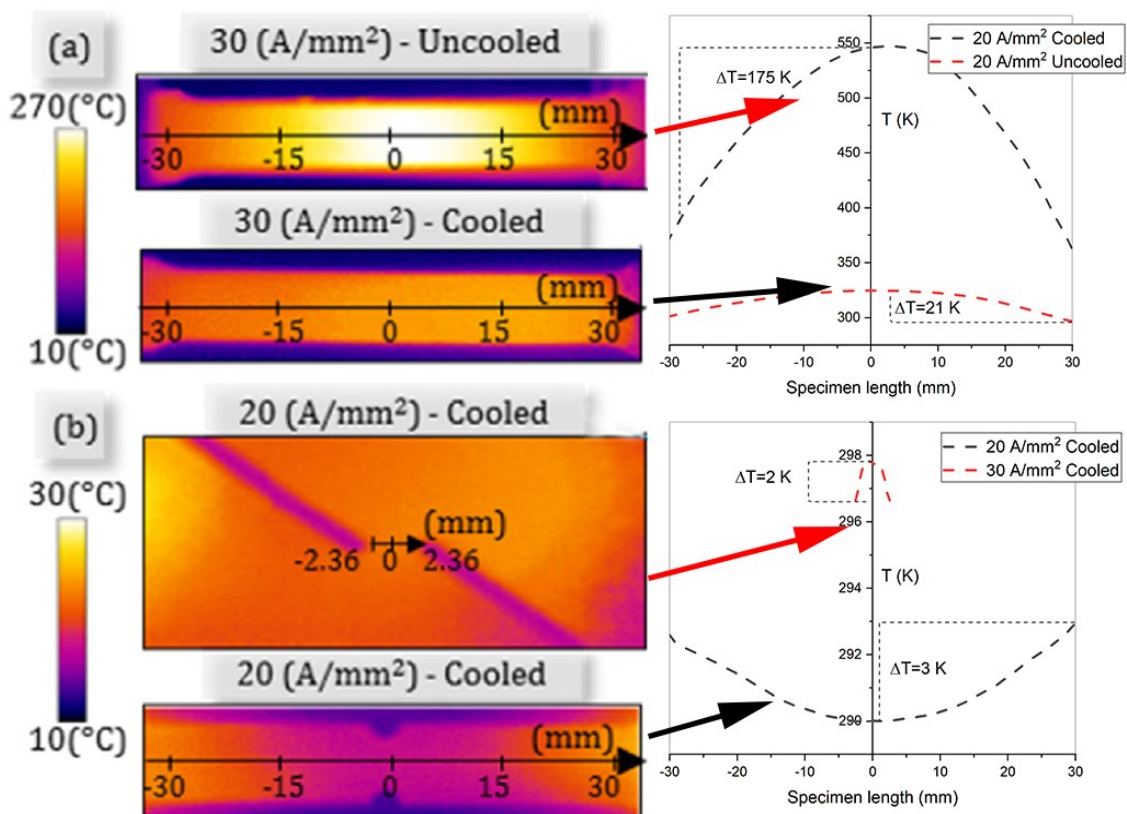 (a)
30 (A/mm²) - Uncooled
270(°C)
10(°C)
(mm)
-30 -15 0 15 30
30 (A/mm²) - Cooled
(mm)
-30 -15 0 15 30
20 A/mm² Cooled
20 A/mm² Uncooled
ΔT=175 K
T (K)
550
500
450
400
350
300
ΔT=21 K
-30 -20 -10 0 10 20 30
Specimen length (mm)
(b)
20 (A/mm²) - Cooled
30(°C)
10(°C)
(mm)
-2.36 0 2.36
20 (A/mm²) - Cooled
(mm)
-30 -15 0 15 30
20 A/mm² Cooled
30 A/mm² Cooled
ΔT=2 K
T (K)
298
296
294
292
290
ΔT=3 K
-30 -20 -10 0 10 20 30
Specimen length (mm)